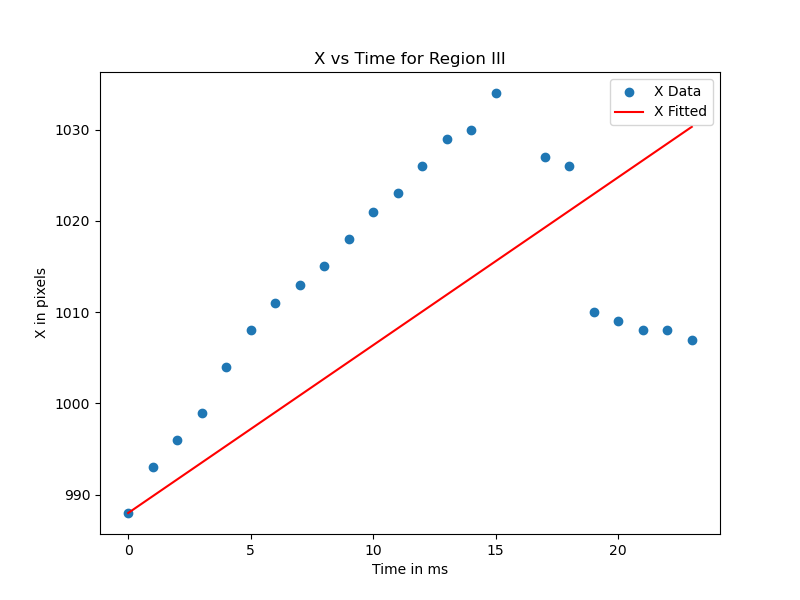 X vs Time for Region III
X Data
X Fitted
1030
1020
1010
1000
990
X in pixels
0 5 10 15 20
Time in ms